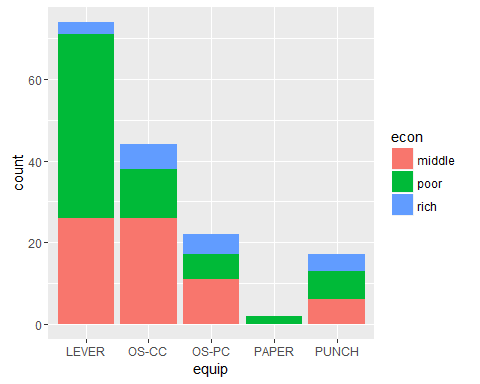 60
40
20
0
count
LEVER OS-CC OS-PC PAPER PUNCH
equip
econ
middle
poor
rich